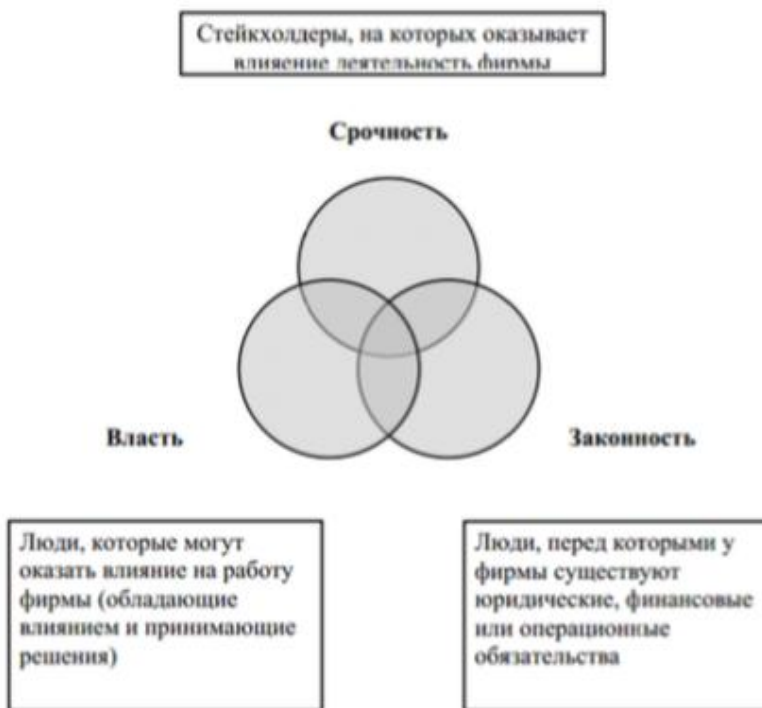 Стейкхолдеры, на которых оказывает
влияение деятельность фирмы
Срочность
Власть
Законность
Люди, которые могут
оказать влияние на работу
фирмы (обладающие
влиянием и принимающие
решения)
Люди, перед которыми у
фирмы существуют
юридические, финансовые
или операционные
обязательства